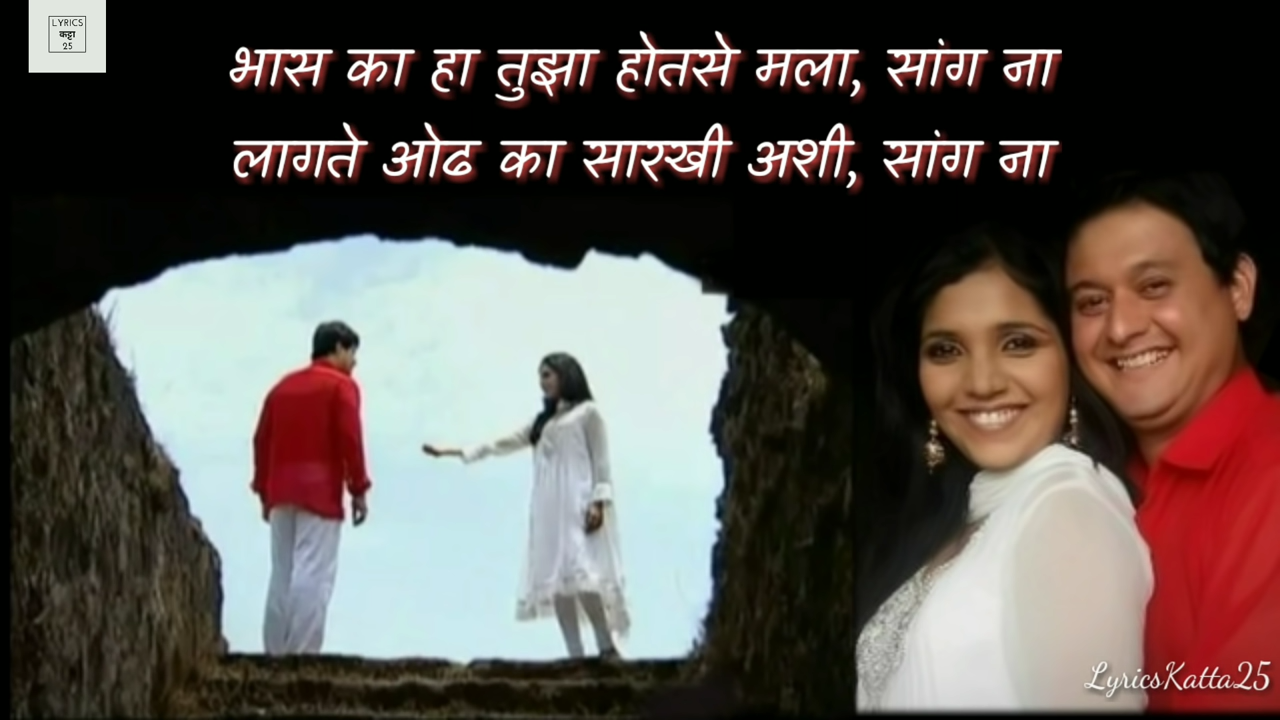 LYRICS
कट्टा
25
भास का हा तुझा होतसे मला, सांग ना
लागते ओढ का सारखी अशी, सांग ना
LyricsKatta25